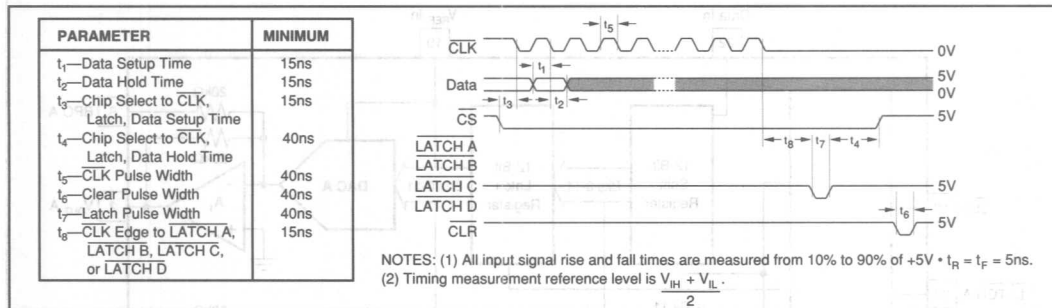 PARAMETER MINIMUM
t1—Data Setup Time 15ns
t2—Data Hold Time 15ns
t3—Chip Select to CLK, 15ns
Latch, Data Setup Time
t4—Chip Select to CLK, 40ns
Latch, Data Hold Time
t5—CLK Pulse Width 40ns
t6—Clear Pulse Width 40ns
t7—Latch Pulse Width 40ns
t8—CLK Edge to LATCH A, 15ns
LATCH B, LATCH C,
or LATCH D
t5
CLK 0V
t1
Data 5V
0V
t3 t2
CS 5V
t8 t7 t4
LATCH A
LATCH B
LATCH C 5V
LATCH D
t6
CLR 5V
NOTES: (1) All input signal rise and fall times are measured from 10% to 90% of +5V • tR = tF = 5ns.
(2) Timing measurement reference level is VIH + VIL .
2